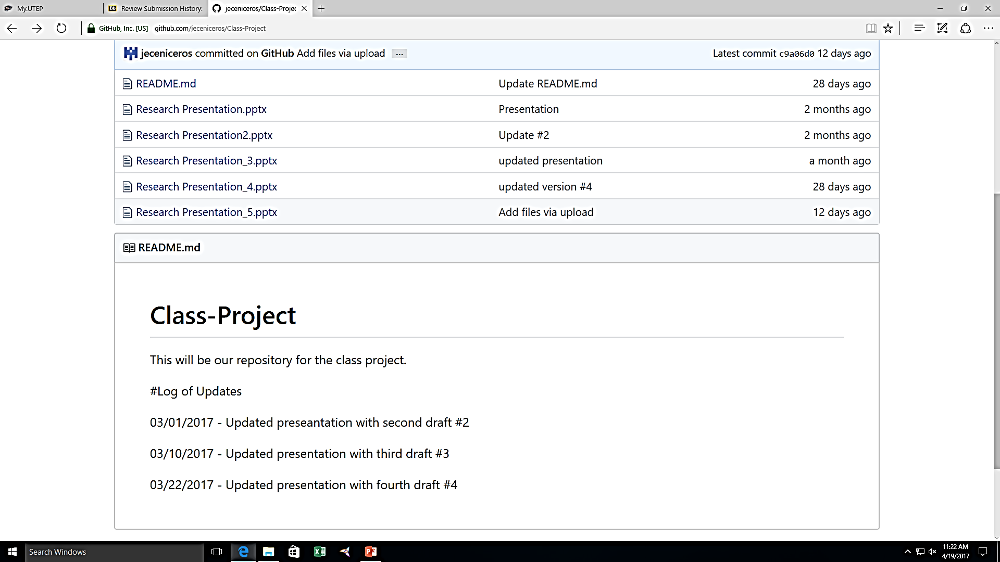 My.UTEP
Bb Review Submission History:
jeceniceros/Class-Projec
GitHub, Inc. [US] github.com/jeceniceros/Class-Project
jeceniceros committed on GitHub Add files via upload ... Latest commit c9a06d0 12 days ago
README.md Update README.md 28 days ago
Research Presentation.pptx Presentation 2 months ago
Research Presentation2.pptx Update #2 2 months ago
Research Presentation_3.pptx updated presentation a month ago
Research Presentation_4.pptx updated version #4 28 days ago
Research Presentation_5.pptx Add files via upload 12 days ago
README.md
Class-Project
This will be our repository for the class project.
#Log of Updates
03/01/2017 - Updated preseantation with second draft #2
03/10/2017 - Updated presentation with third draft #3
03/22/2017 - Updated presentation with fourth draft #4
Search Windows
11:22 AM
4/19/2017